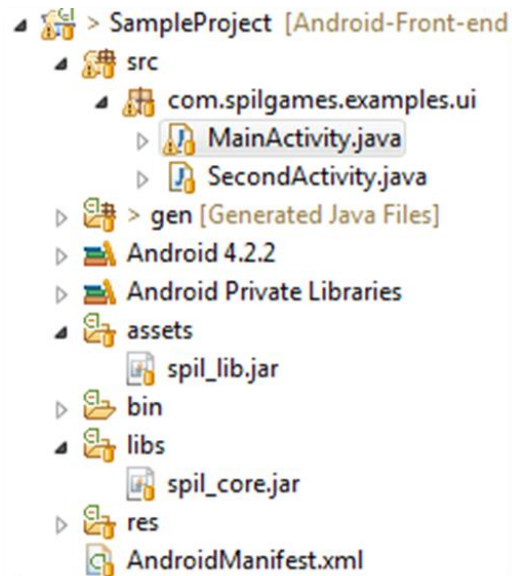 > SampleProject [Android-Front-end
src
com.spilgames.examples.ui
MainActivity.java
SecondActivity.java
> gen [Generated Java Files]
Android 4.2.2
Android Private Libraries
assets
spil_lib.jar
bin
libs
spil_core.jar
res
AndroidManifest.xml